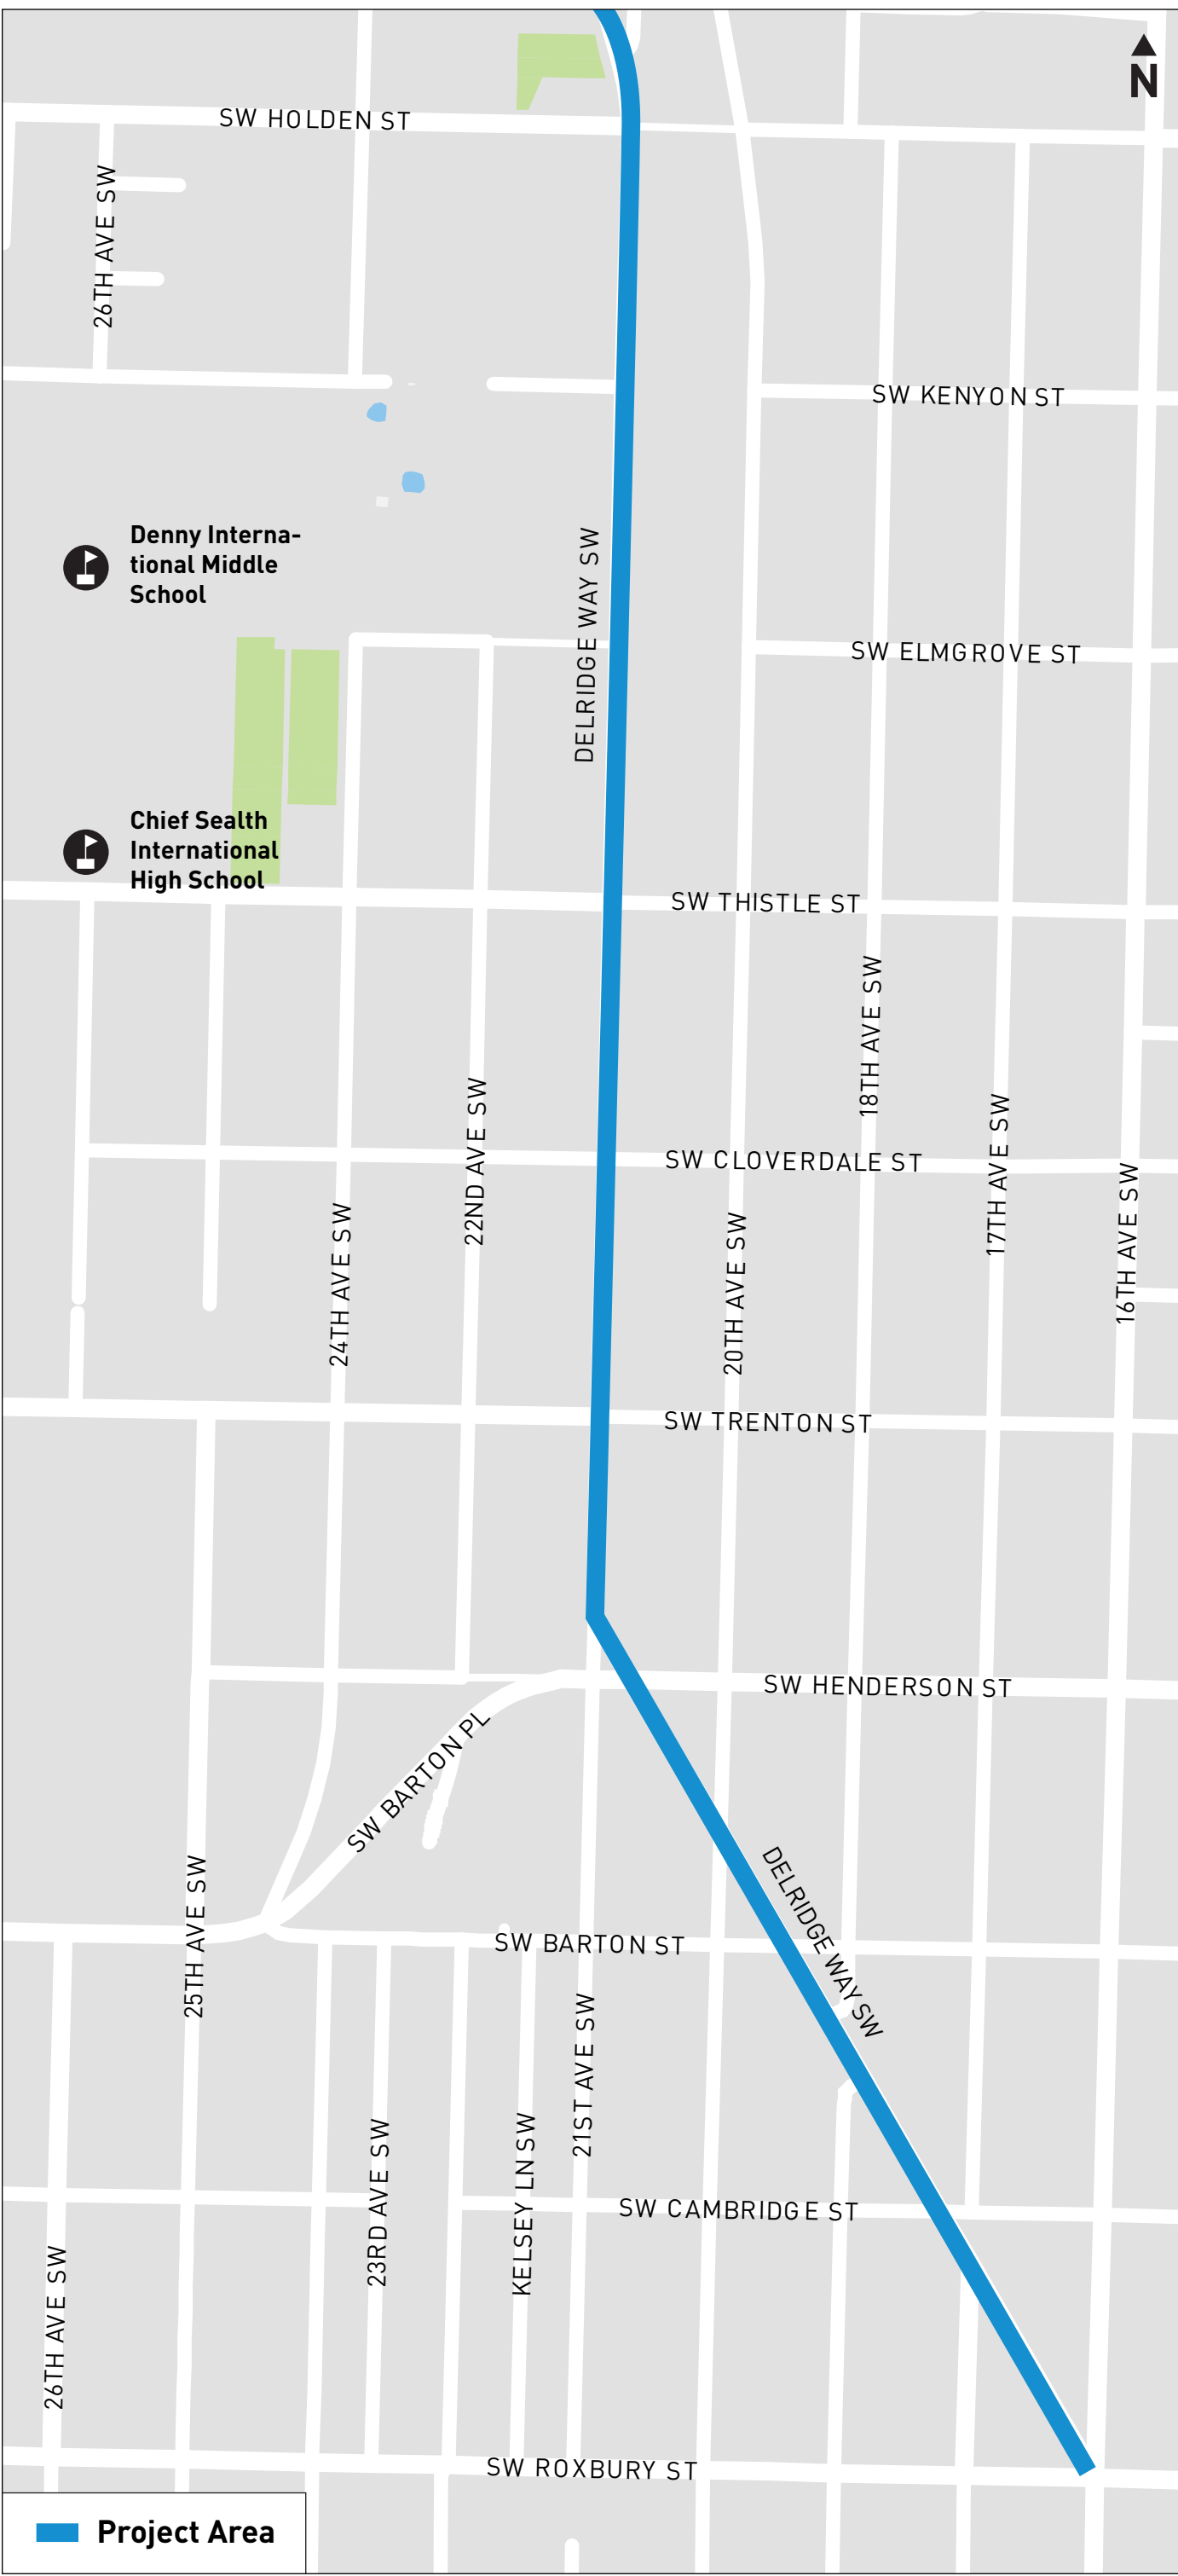 N
SW HOLDEN ST
26TH AVE SW
SW KENYON ST
Denny Interna-
tional Middle
School
DELRIDGE WAY SW
SW ELMGROVE ST
Chief Sealth
International
High School
SW THISTLE ST
18TH AVE SW
22ND AVE SW
17TH AVE SW
SW CLOVERDALE ST
16TH AVE SW
24TH AVE SW
20TH AVE SW
SW TRENTON ST
SW HENDERSON ST
SW BARTON PL
DELRIDGE WAY SW
25TH AVE SW
SW BARTON ST
21ST AVE SW
23RD AVE SW
KELSEY LN SW
SW CAMBRIDGE ST
26TH AVE SW
SW ROXBURY ST
Project Area